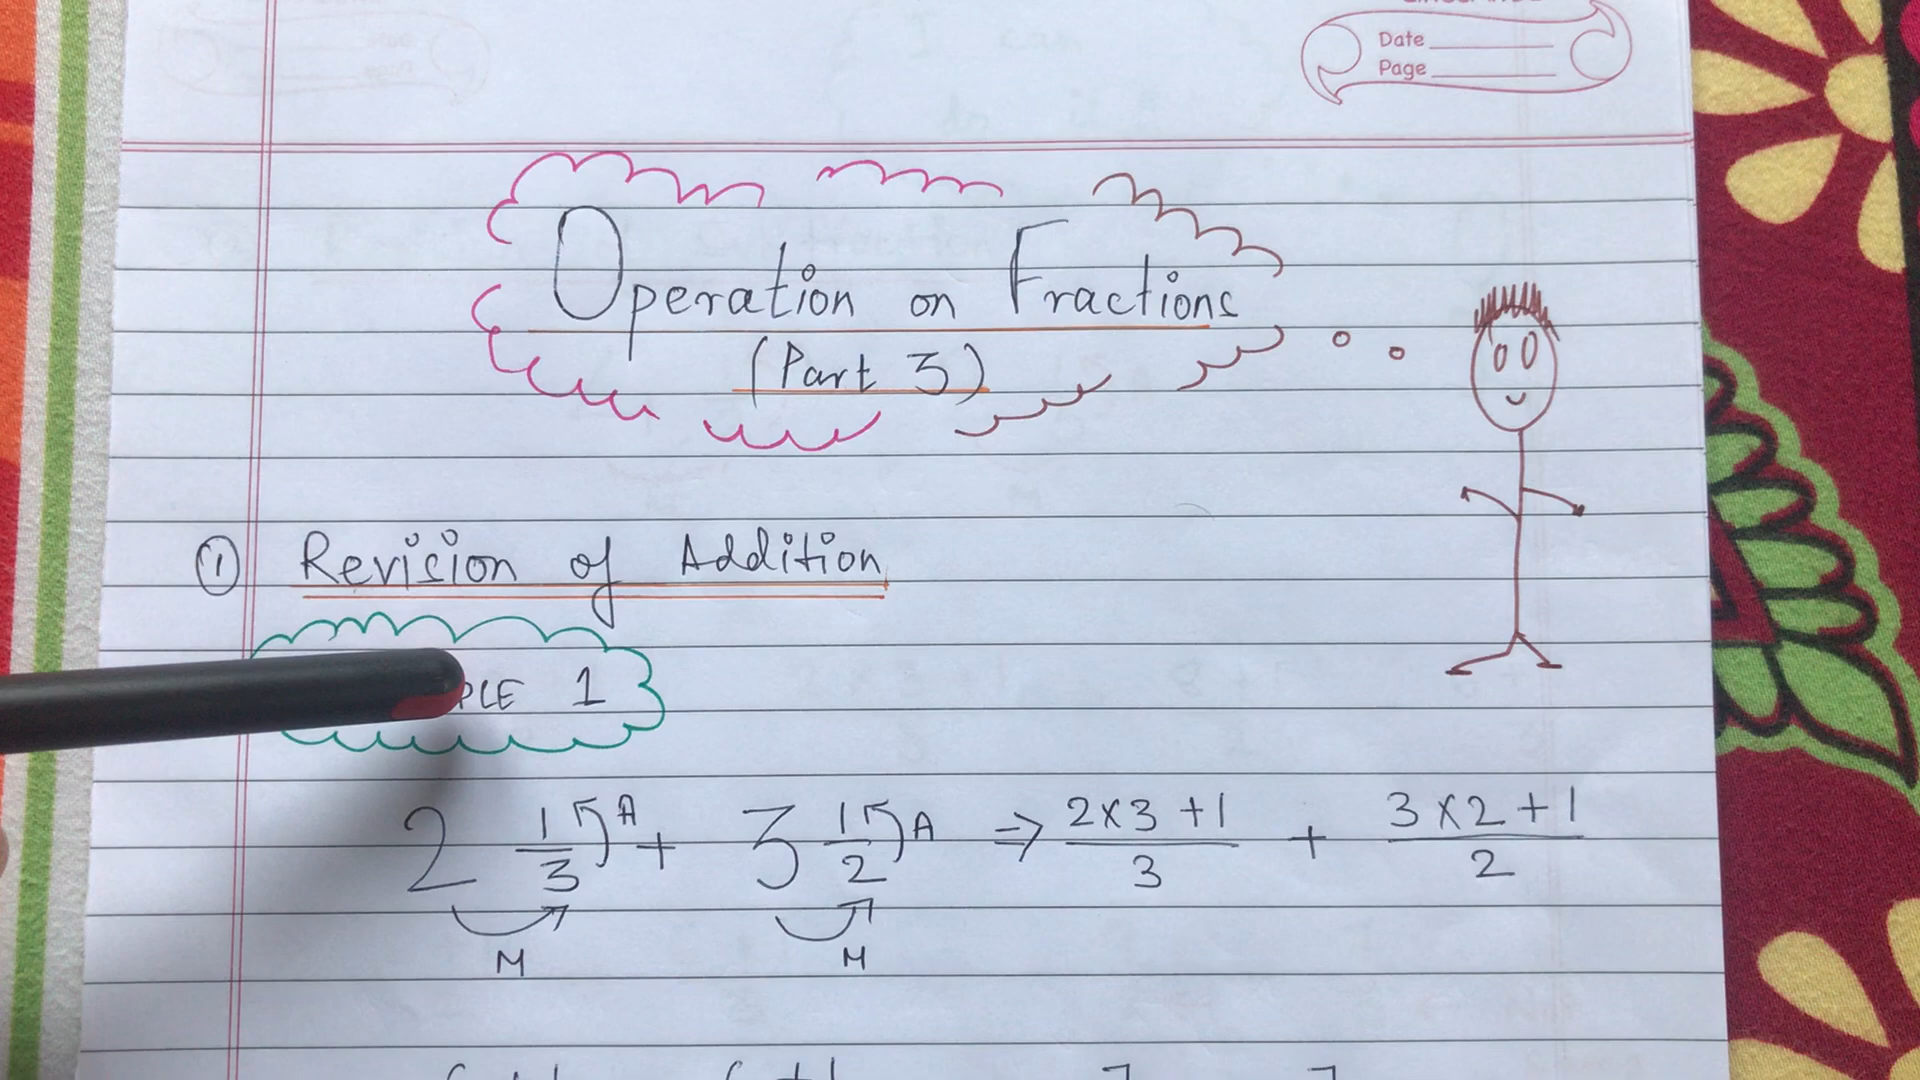 Date
Page
Operation on Fractions
(Part 3)
① Revision of Addition
PLE 1
2 1/3 A + 3 1/2 A ⇒ 2×3+1/3 + 3×2+1/2
M M